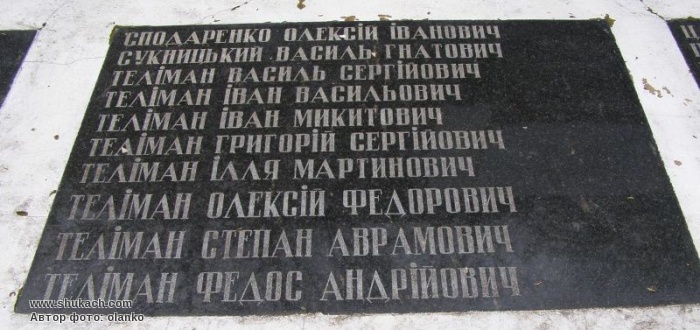 СПОДАРЕНКО ОЛЕКСІЙ ІВАНОВИЧ
СУКНИЦЬКИЙ ВАСИЛЬ ГНАТОВИЧ
ТЕЛІМАН ВАСИЛЬ СЕРГІЙОВИЧ
ТЕЛІМАН ІВАН ВАСИЛЬОВИЧ
ТЕЛІМАН ІВАН МИКИТОВИЧ
ТЕЛІМАН ГРИГОРІЙ СЕРГІЙОВИЧ
ТЕЛІМАН ІЛЛЯ МАРТИНОВИЧ
ТЕЛІМАН ОЛЕКСІЙ ФЕДОРОВИЧ
ТЕЛІМАН СТЕПАН АВРАМОВИЧ
ТЕЛІМАН ФЕДОС АНДРІЙОВИЧ
www.shukach.com
Автор фото: olanko